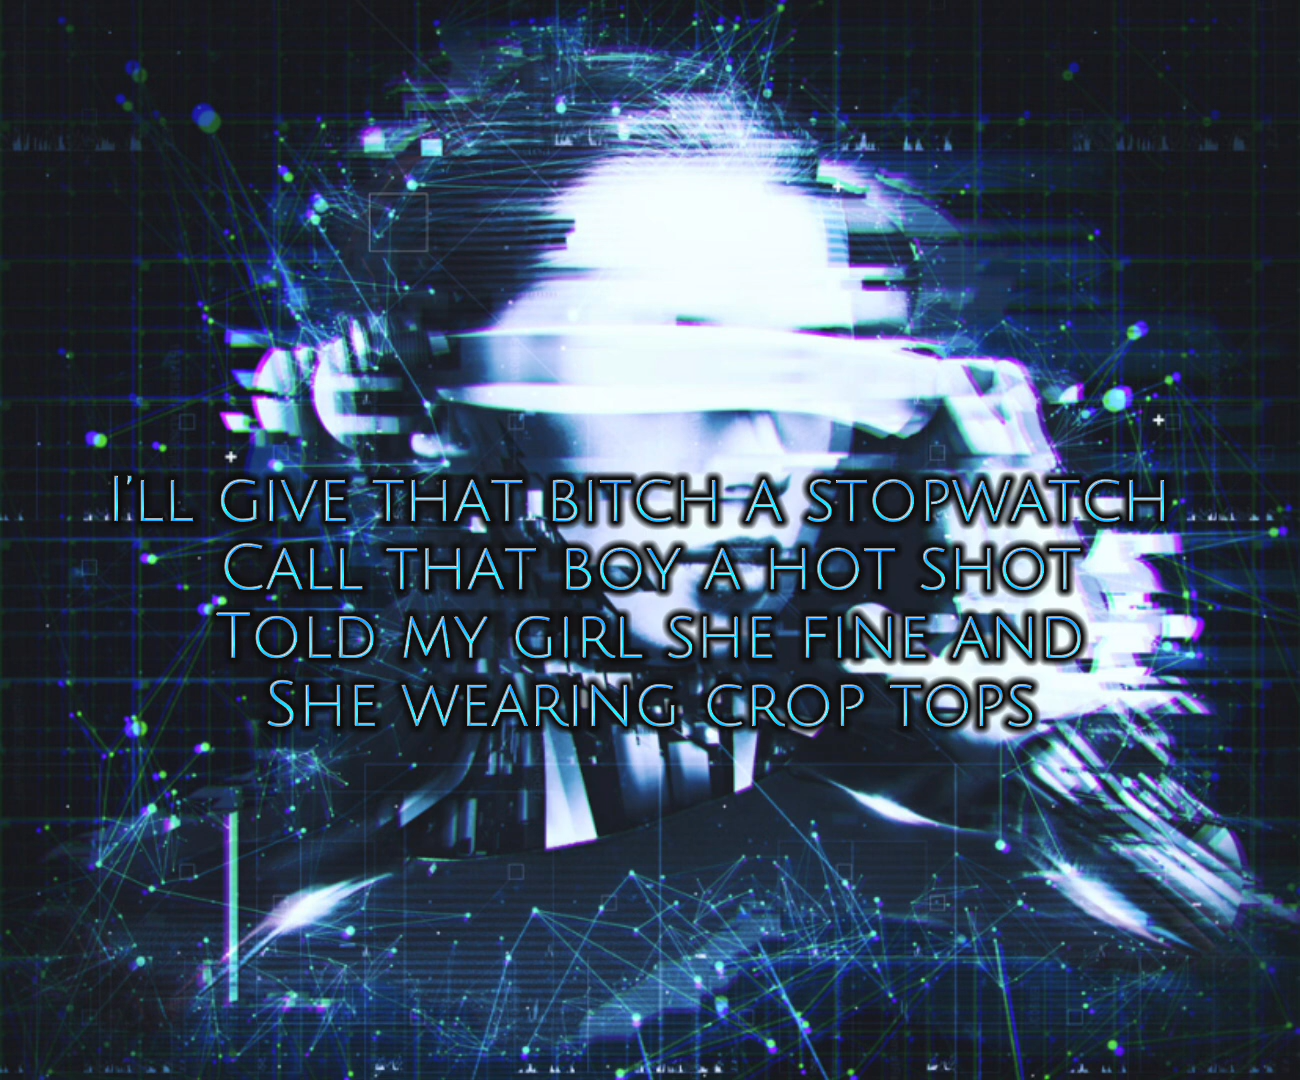 I'll give that bitch a stopwatch
Call that boy a hot shot
Told my girl she fine and
She wearing crop tops